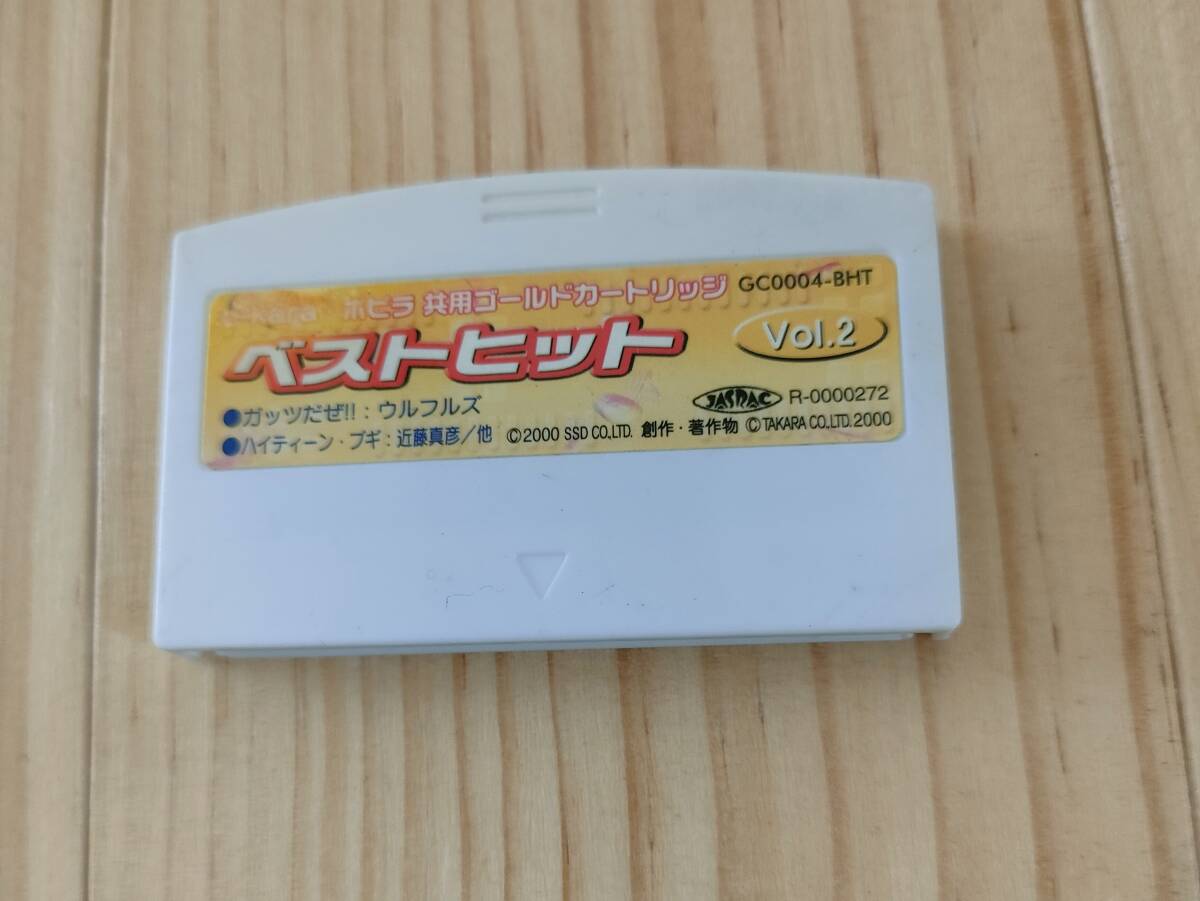 e-kara ホピラ 共用ゴールドカートリッジ GC0004-BHT
ベストヒット Vol.2
●ガッツだぜ!!：ウルフルズ JASRAC R-0000272
●ハイティーン・ブギ：近藤真彦／他 ©2000 SSD CO.,LTD. 創作・著作物 ©TAKARA CO.,LTD.2000